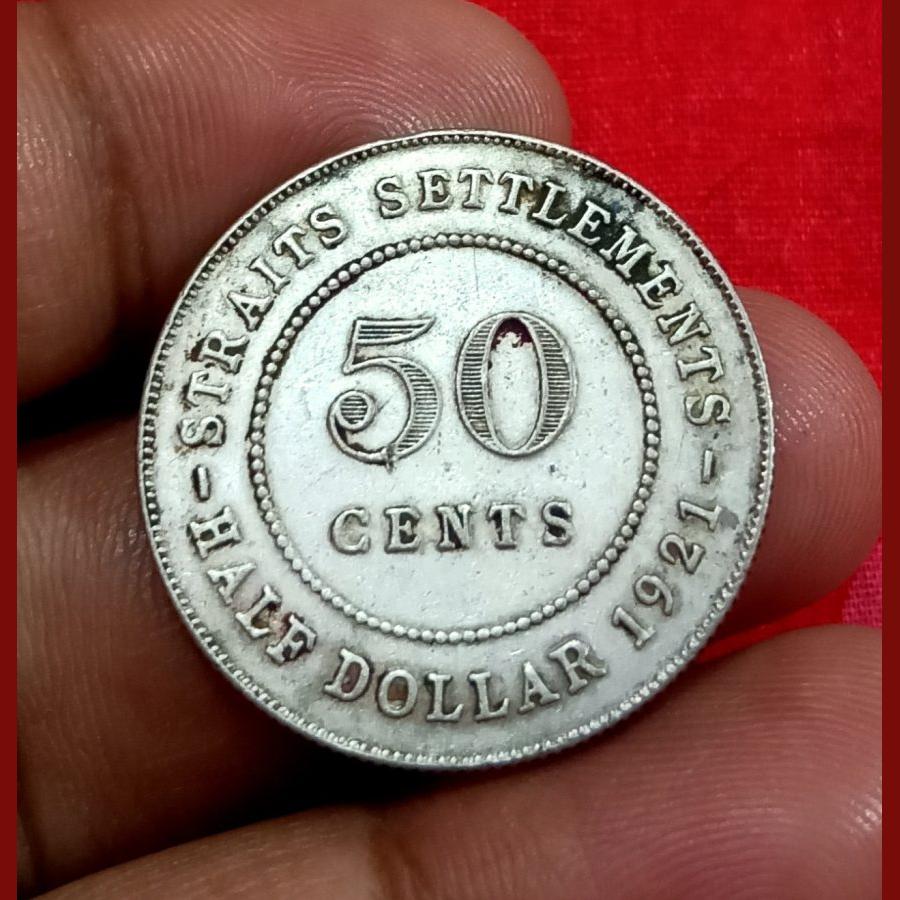 STRAITS SETTLEMENTS
50
CENTS
- HALF DOLLAR 1921 -